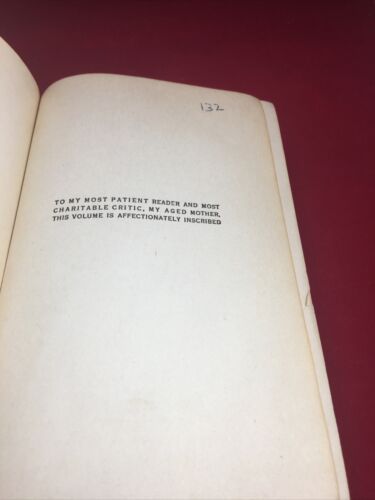 132
TO MY MOST PATIENT READER AND MOST
CHARITABLE CRITIC, MY AGED MOTHER,
THIS VOLUME IS AFFECTIONATELY INSCRIBED